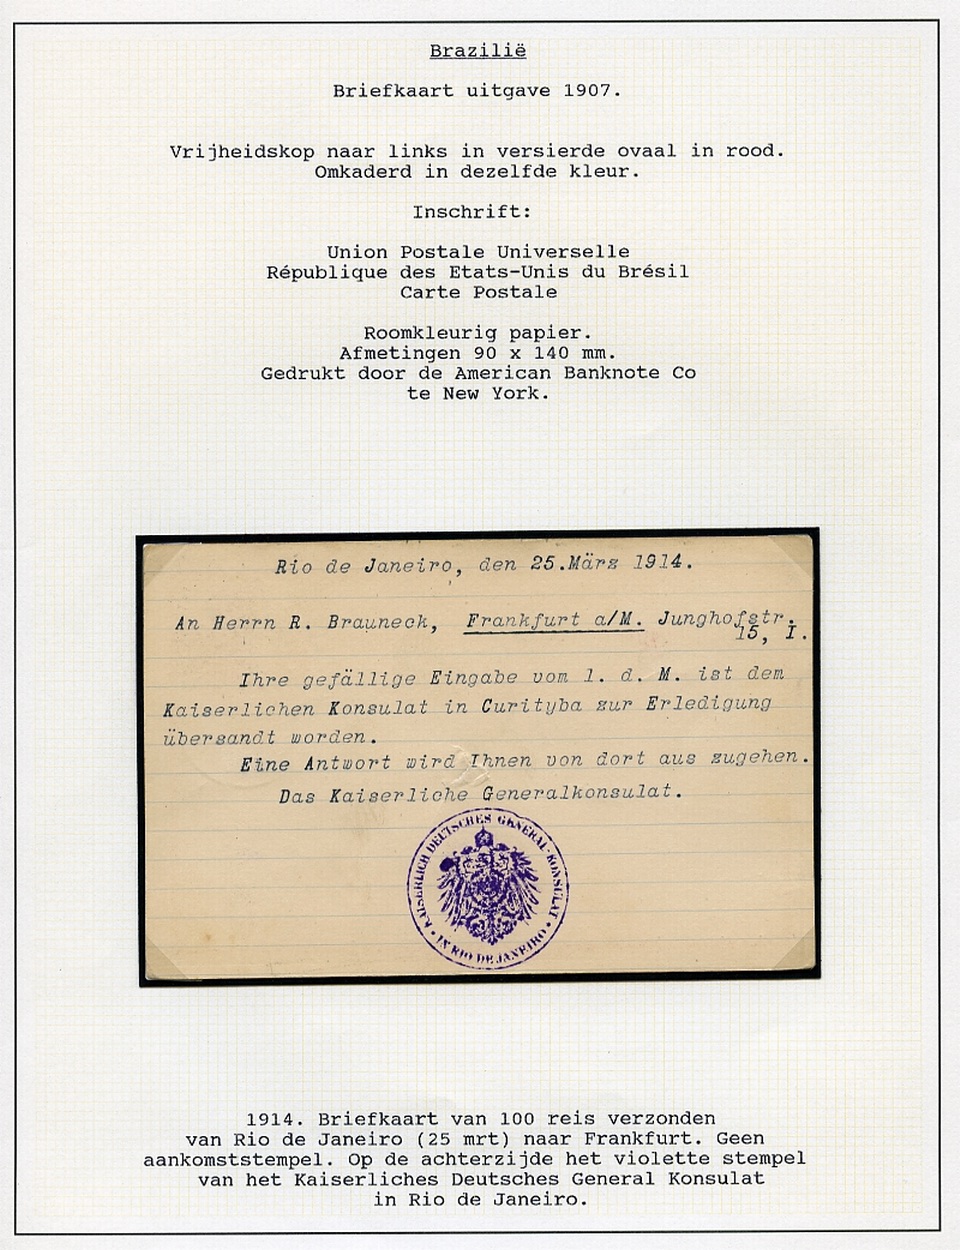 Brazilië
Briefkaart uitgave 1907.
Vrijheidskop naar links in versierde ovaal in rood.
Omkaderd in dezelfde kleur.
Inschrift:
Union Postale Universelle
République des Etats-Unis du Brésil
Carte Postale
Roomkleurig papier.
Afmetingen 90 x 140 mm.
Gedrukt door de American Banknote Co
te New York.
Rio de Janeiro, den 25.März 1914.
An Herrn R. Brauneck, Frankfurt a/M. Junghofstr.
15, I.
Ihre gefällige Eingabe vom l. d. M. ist dem
Kaiserlichen Konsulat in Curityba zur Erledigung
übersandt worden.
Eine Antwort wird Ihnen von dort aus zugehen.
Das Kaiserliche Generalkonsulat.
KAISERLICH DEUTSCHES GENERAL-KONSULAT
• IN RIO DE JANEIRO •
1914. Briefkaart van 100 reis verzonden
van Rio de Janeiro (25 mrt) naar Frankfurt. Geen
aankomststempel. Op de achterzijde het violette stempel
van het Kaiserliches Deutsches General Konsulat
in Rio de Janeiro.